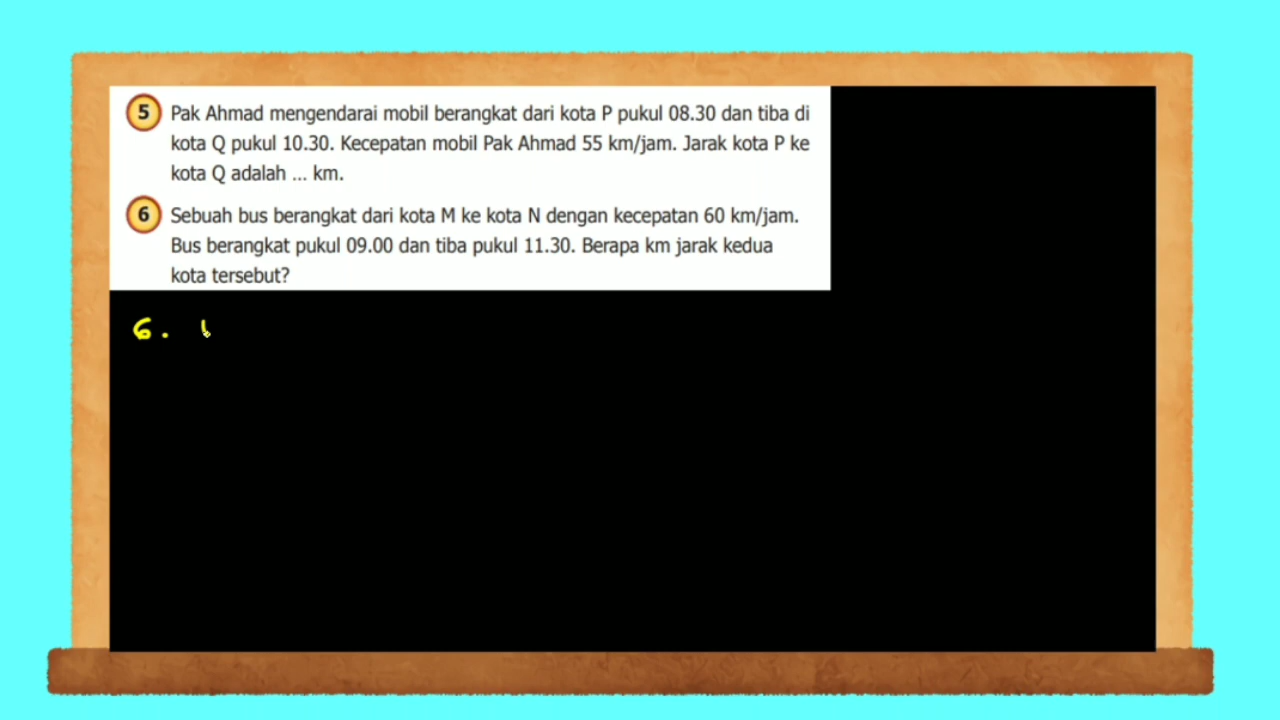 5 Pak Ahmad mengendarai mobil berangkat dari kota P pukul 08.30 dan tiba di
kota Q pukul 10.30. Kecepatan mobil Pak Ahmad 55 km/jam. Jarak kota P ke
kota Q adalah ... km.
6 Sebuah bus berangkat dari kota M ke kota N dengan kecepatan 60 km/jam.
Bus berangkat pukul 09.00 dan tiba pukul 11.30. Berapa km jarak kedua
kota tersebut?
6.